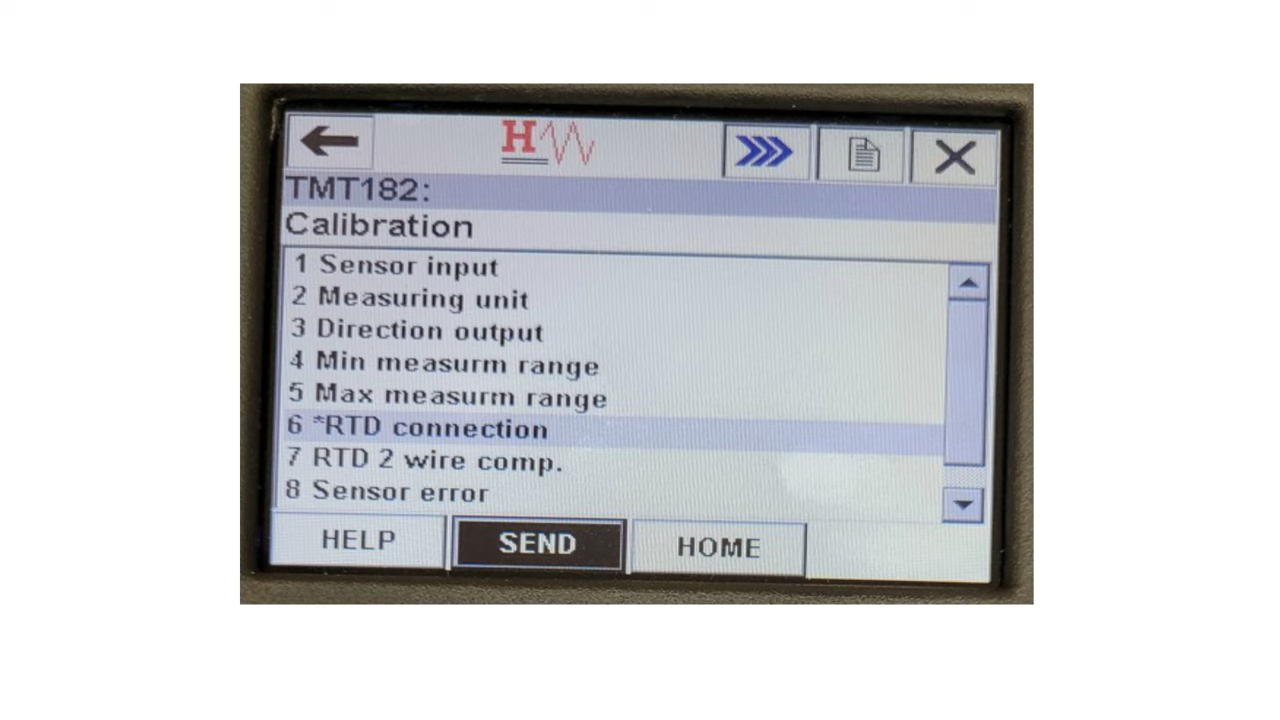 H
TMT182:
Calibration
1 Sensor input
2 Measuring unit
3 Direction output
4 Min measurm range
5 Max measurm range
6 *RTD connection
7 RTD 2 wire comp.
8 Sensor error
HELP SEND HOME